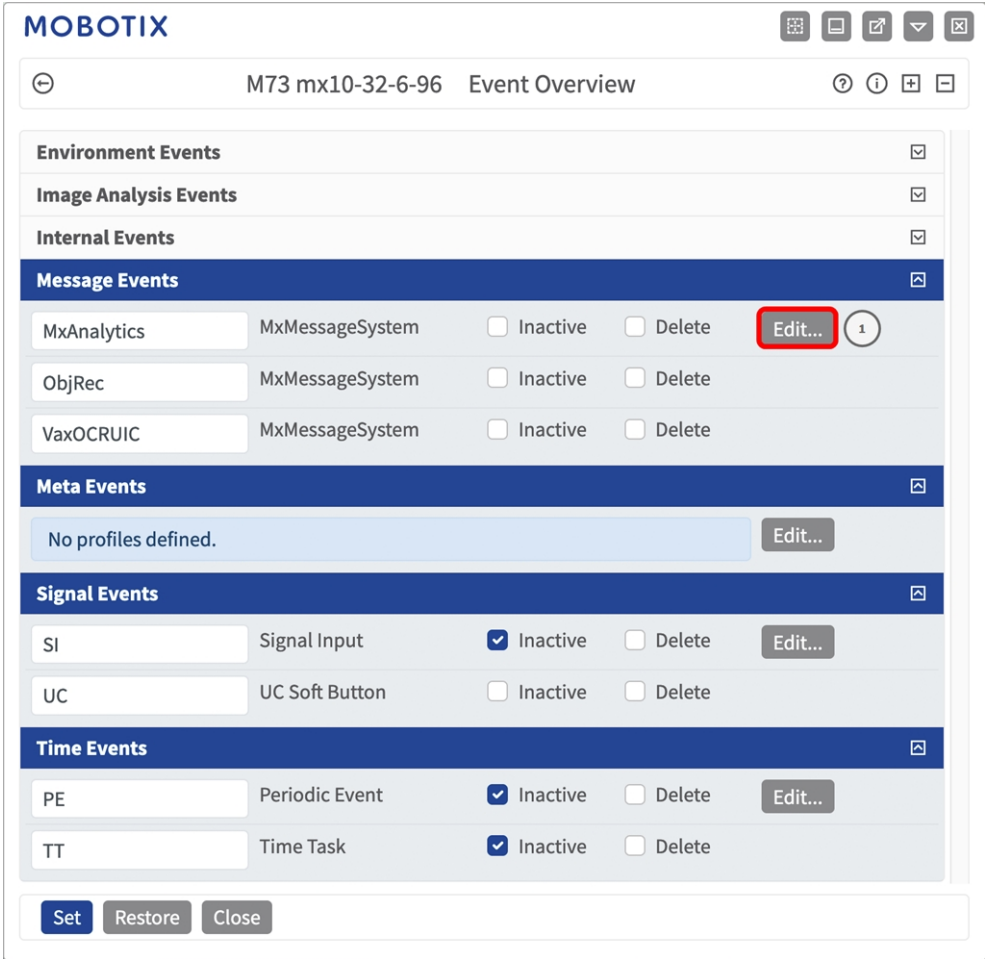 MOBOTIX
M73 mx10-32-6-96 Event Overview
Environment Events
Image Analysis Events
Internal Events
Message Events
MxAnalytics MxMessageSystem Inactive Delete Edit... 1
ObjRec MxMessageSystem Inactive Delete
VaxOCRUIC MxMessageSystem Inactive Delete
Meta Events
No profiles defined. Edit...
Signal Events
SI Signal Input Inactive Delete Edit...
UC UC Soft Button Inactive Delete
Time Events
PE Periodic Event Inactive Delete Edit...
TT Time Task Inactive Delete
Set Restore Close